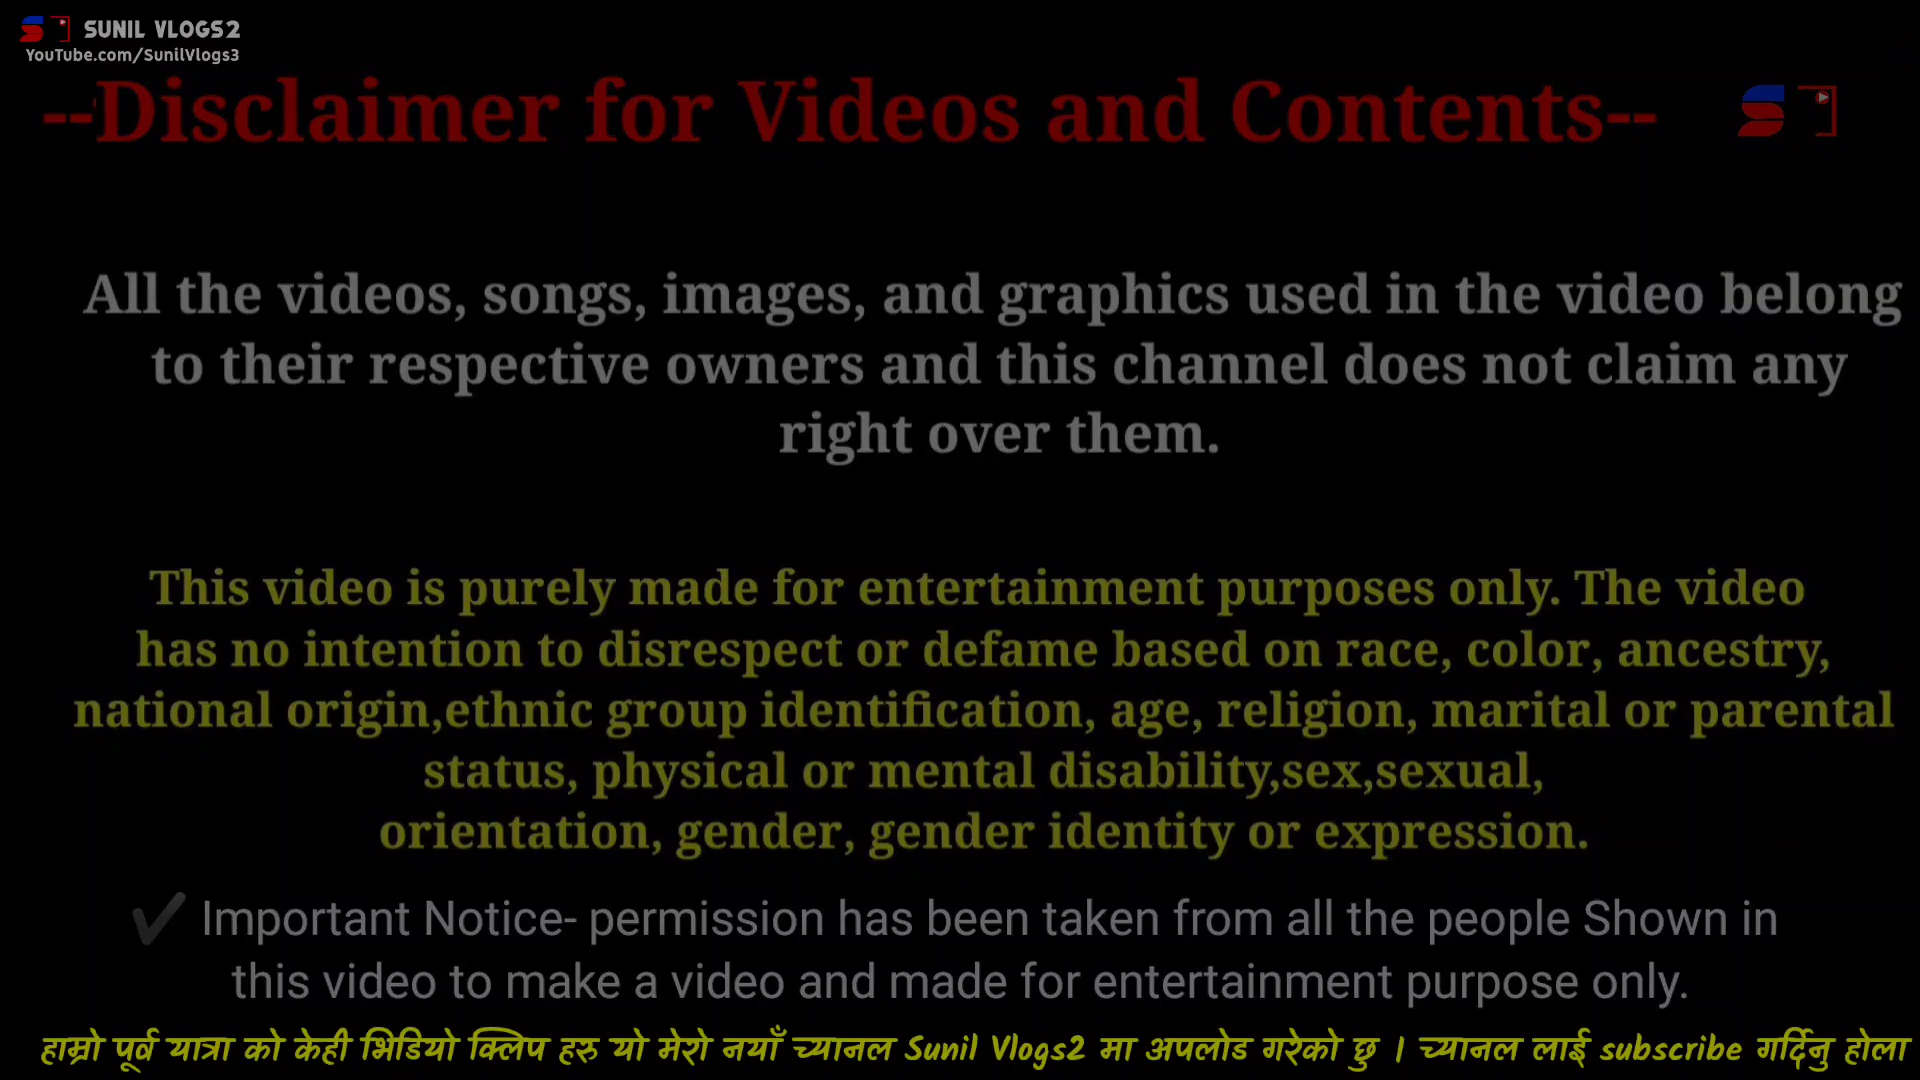 SUNIL VLOGS2
YouTube.com/SunilVlogs3
--Disclaimer for Videos and Contents--
All the videos, songs, images, and graphics used in the video belong
to their respective owners and this channel does not claim any
right over them.
This video is purely made for entertainment purposes only. The video
has no intention to disrespect or defame based on race, color, ancestry,
national origin,ethnic group identification, age, religion, marital or parental
status, physical or mental disability,sex,sexual,
orientation, gender, gender identity or expression.
✔ Important Notice- permission has been taken from all the people Shown in
this video to make a video and made for entertainment purpose only.
हाम्रो पूर्व यात्रा को केही भिडियो क्लिप हरु यो मेरो नयाँ च्यानल Sunil Vlogs2 मा अपलोड गरेको छु । च्यानल लाई subscribe गर्दिनु होला